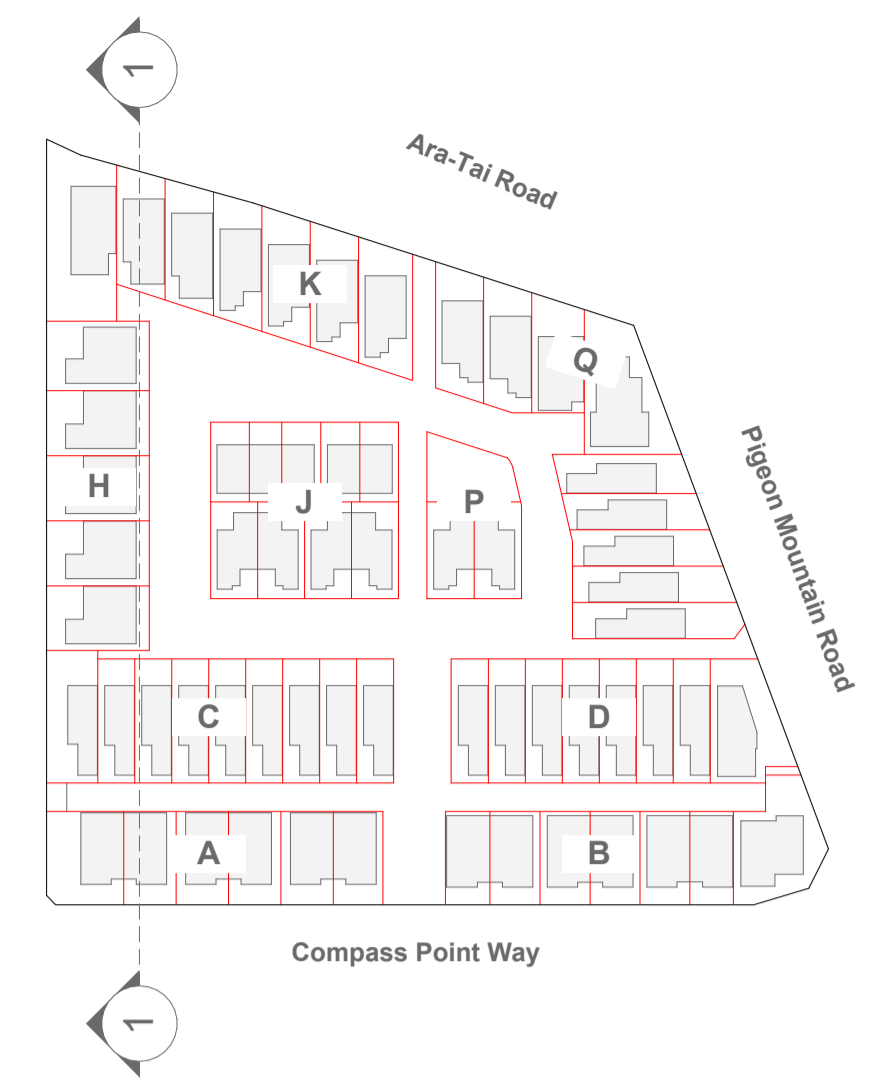 1
Ara-Tai Road
K
Q
Pigeon Mountain Road
H
J
P
C
D
A
B
Compass Point Way
1